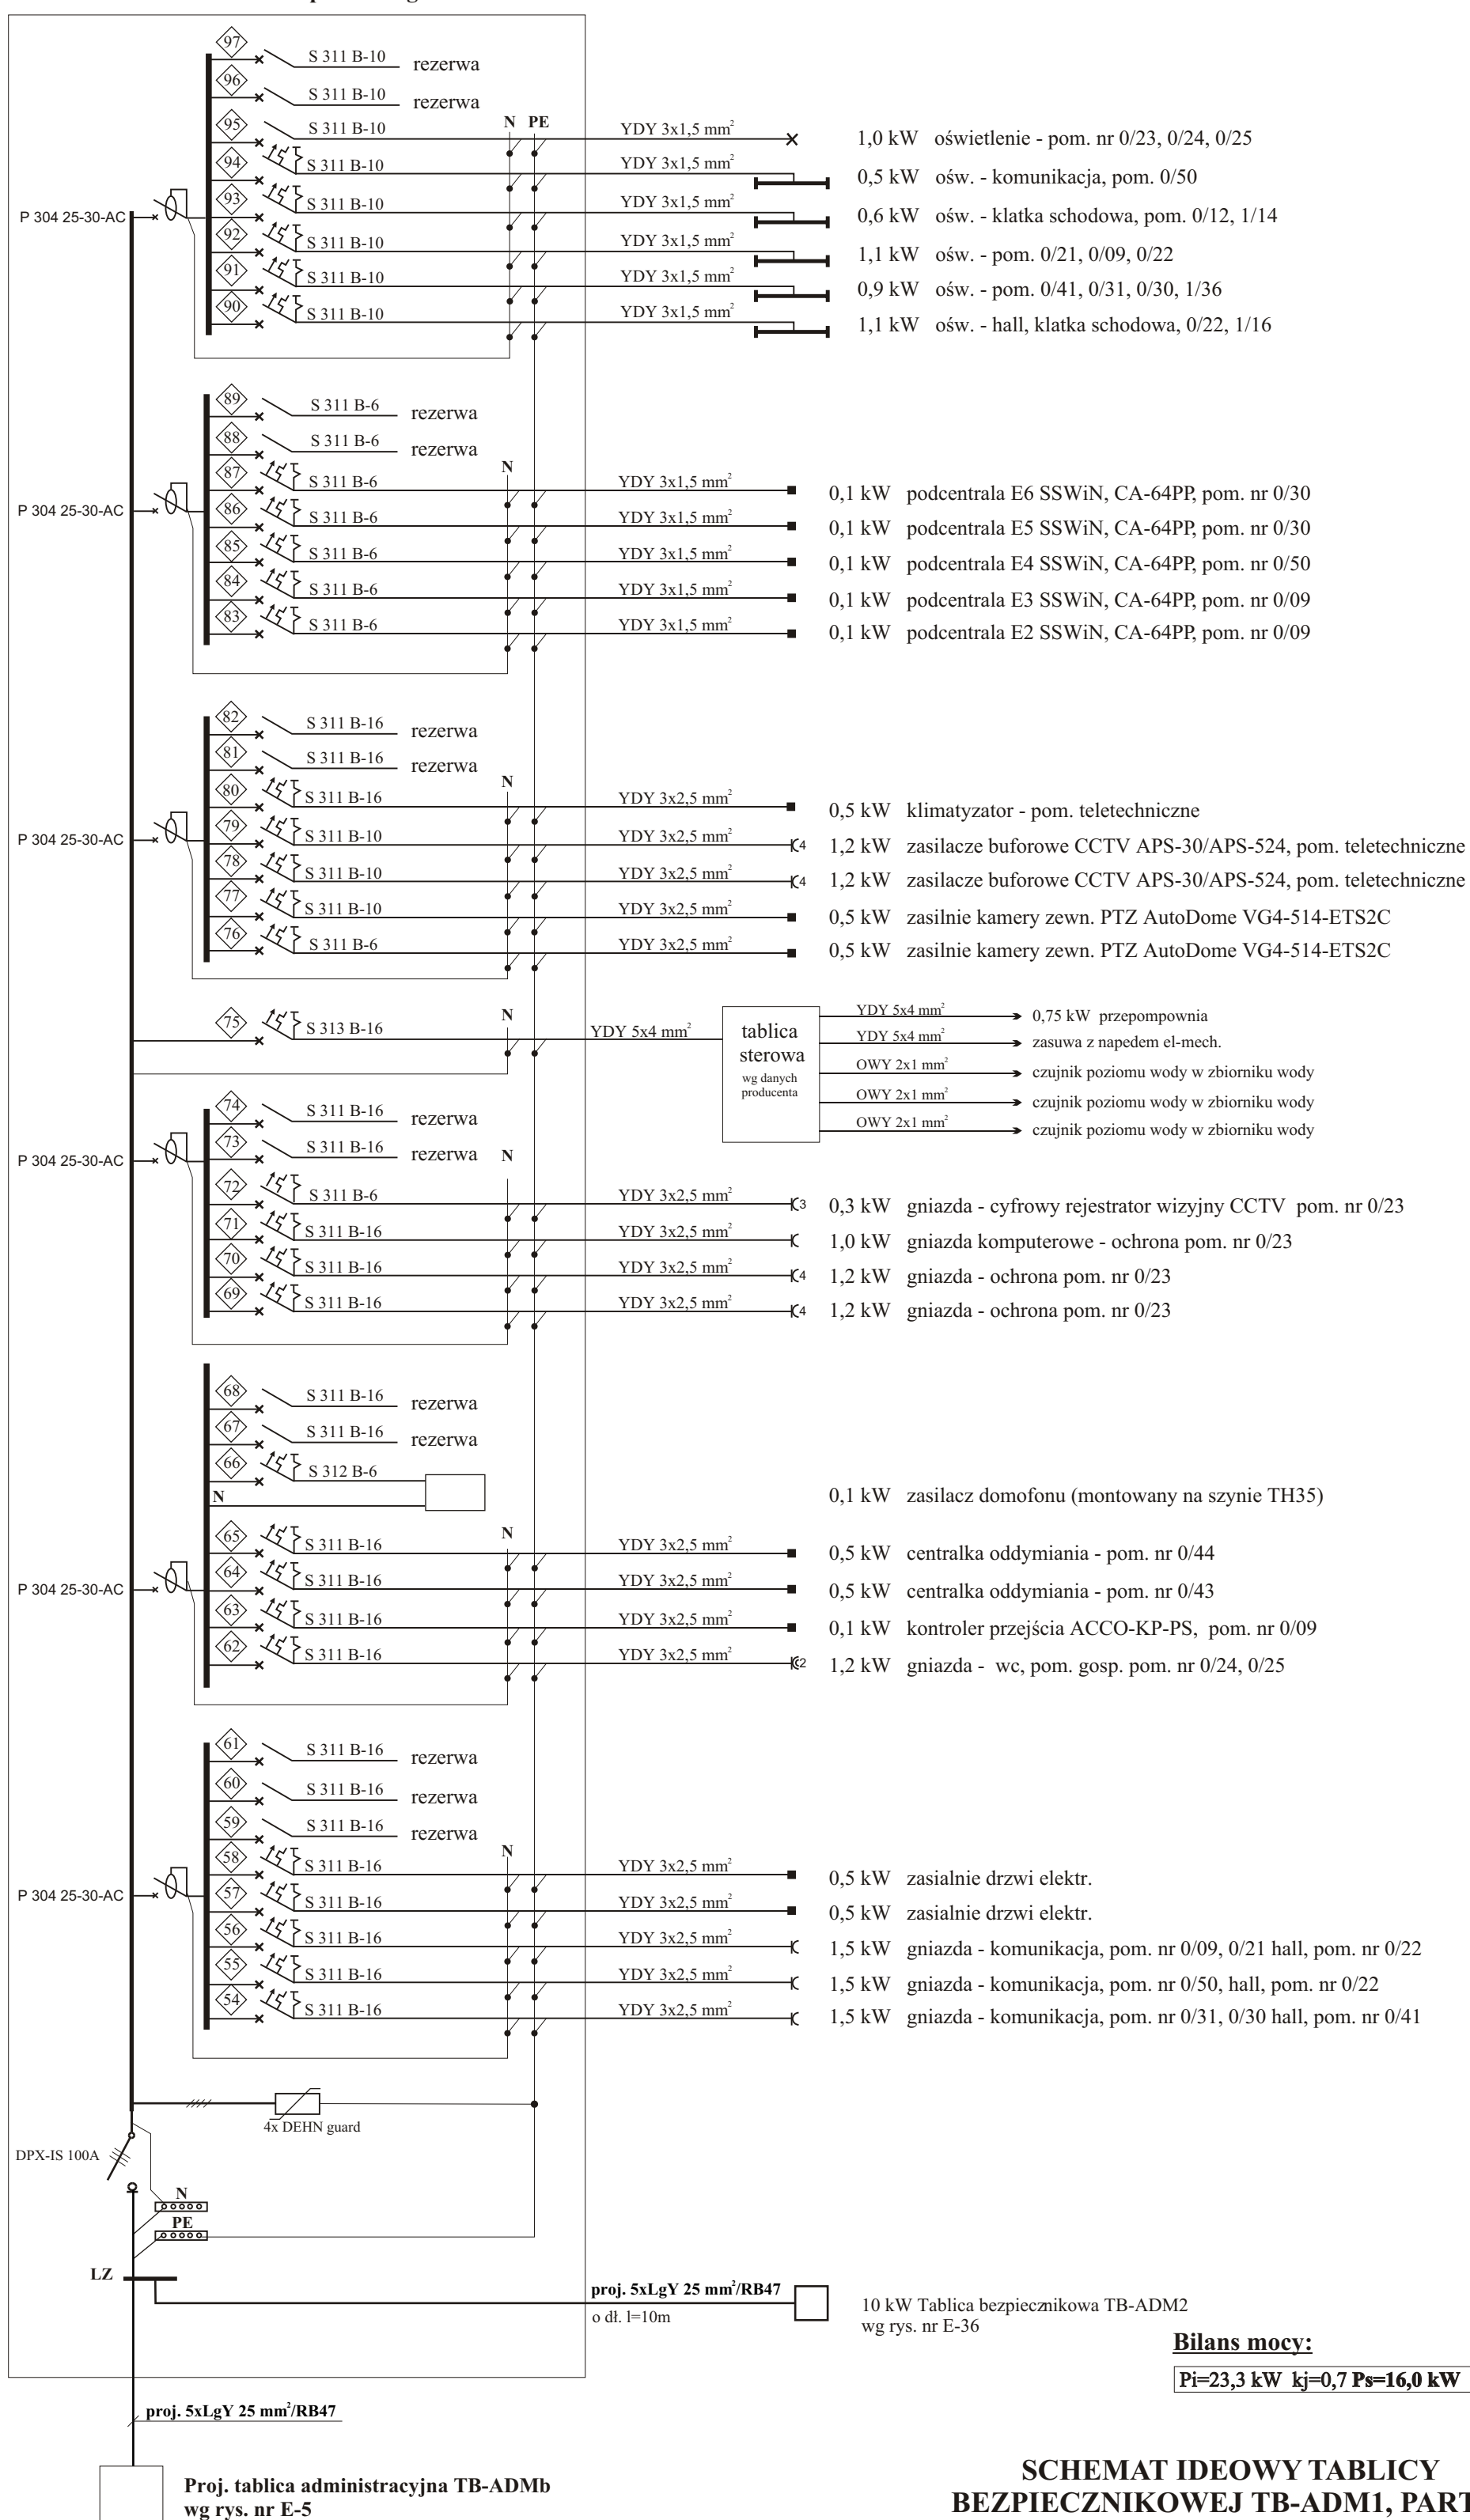 97
S 311 B-10 rezerwa
96
S 311 B-10 rezerwa
N PE
95
S 311 B-10 YDY 3x1,5 mm² 1,0 kW oświetlenie - pom. nr 0/23, 0/24, 0/25
94
S 311 B-10 YDY 3x1,5 mm² 0,5 kW ośw. - komunikacja, pom. 0/50
93
P 304 25-30-AC
S 311 B-10 YDY 3x1,5 mm² 0,6 kW ośw. - klatka schodowa, pom. 0/12, 1/14
92
S 311 B-10 YDY 3x1,5 mm² 1,1 kW ośw. - pom. 0/21, 0/09, 0/22
91
S 311 B-10 YDY 3x1,5 mm² 0,9 kW ośw. - pom. 0/41, 0/31, 0/30, 1/36
90
S 311 B-10 YDY 3x1,5 mm² 1,1 kW ośw. - hall, klatka schodowa, 0/22, 1/16
89
S 311 B-6 rezerwa
88
S 311 B-6 rezerwa
N
87
S 311 B-6 YDY 3x1,5 mm² 0,1 kW podcentrala E6 SSWiN, CA-64PP, pom. nr 0/30
P 304 25-30-AC
86
S 311 B-6 YDY 3x1,5 mm² 0,1 kW podcentrala E5 SSWiN, CA-64PP, pom. nr 0/30
85
S 311 B-6 YDY 3x1,5 mm² 0,1 kW podcentrala E4 SSWiN, CA-64PP, pom. nr 0/50
84
S 311 B-6 YDY 3x1,5 mm² 0,1 kW podcentrala E3 SSWiN, CA-64PP, pom. nr 0/09
83
S 311 B-6 YDY 3x1,5 mm² 0,1 kW podcentrala E2 SSWiN, CA-64PP, pom. nr 0/09
82
S 311 B-16 rezerwa
81
S 311 B-16 rezerwa
N
80
S 311 B-16 YDY 3x2,5 mm² 0,5 kW klimatyzator - pom. teletechniczne
P 304 25-30-AC
79
S 311 B-10 YDY 3x2,5 mm² 4 1,2 kW zasilacze buforowe CCTV APS-30/APS-524, pom. teletechniczne
78
S 311 B-10 YDY 3x2,5 mm² 4 1,2 kW zasilacze buforowe CCTV APS-30/APS-524, pom. teletechniczne
77
S 311 B-10 YDY 3x2,5 mm² 0,5 kW zasilnie kamery zewn. PTZ AutoDome VG4-514-ETS2C
76
S 311 B-6 YDY 3x2,5 mm² 0,5 kW zasilnie kamery zewn. PTZ AutoDome VG4-514-ETS2C
75
N
S 313 B-16 YDY 5x4 mm²
tablica
sterowa
wg danych
producenta
YDY 5x4 mm² 0,75 kW przepompownia
YDY 5x4 mm² zasuwa z napedem el-mech.
OWY 2x1 mm² czujnik poziomu wody w zbiorniku wody
OWY 2x1 mm² czujnik poziomu wody w zbiorniku wody
OWY 2x1 mm² czujnik poziomu wody w zbiorniku wody
74
S 311 B-16 rezerwa
73
S 311 B-16 rezerwa
N
P 304 25-30-AC
72
S 311 B-6 YDY 3x2,5 mm² 3 0,3 kW gniazda - cyfrowy rejestrator wizyjny CCTV pom. nr 0/23
71
S 311 B-16 YDY 3x2,5 mm² 1,0 kW gniazda komputerowe - ochrona pom. nr 0/23
70
S 311 B-16 YDY 3x2,5 mm² 4 1,2 kW gniazda - ochrona pom. nr 0/23
69
S 311 B-16 YDY 3x2,5 mm² 4 1,2 kW gniazda - ochrona pom. nr 0/23
68
S 311 B-16 rezerwa
67
S 311 B-16 rezerwa
66
S 312 B-6
N
0,1 kW zasilacz domofonu (montowany na szynie TH35)
65
N
S 311 B-16 YDY 3x2,5 mm² 0,5 kW centralka oddymiania - pom. nr 0/44
64
P 304 25-30-AC
S 311 B-16 YDY 3x2,5 mm² 0,5 kW centralka oddymiania - pom. nr 0/43
63
S 311 B-16 YDY 3x2,5 mm² 0,1 kW kontroler przejścia ACCO-KP-PS, pom. nr 0/09
62
S 311 B-16 YDY 3x2,5 mm² 2 1,2 kW gniazda - wc, pom. gosp. pom. nr 0/24, 0/25
61
S 311 B-16 rezerwa
60
S 311 B-16 rezerwa
59
S 311 B-16 rezerwa
N
58
S 311 B-16 YDY 3x2,5 mm² 0,5 kW zasialnie drzwi elektr.
P 304 25-30-AC
57
S 311 B-16 YDY 3x2,5 mm² 0,5 kW zasialnie drzwi elektr.
56
S 311 B-16 YDY 3x2,5 mm² 1,5 kW gniazda - komunikacja, pom. nr 0/09, 0/21 hall, pom. nr 0/22
55
S 311 B-16 YDY 3x2,5 mm² 1,5 kW gniazda - komunikacja, pom. nr 0/50, hall, pom. nr 0/22
54
S 311 B-16 YDY 3x2,5 mm² 1,5 kW gniazda - komunikacja, pom. nr 0/31, 0/30 hall, pom. nr 0/41
4x DEHN guard
DPX-IS 100A
N
PE
LZ
proj. 5xLgY 25 mm²/RB47
o dł. l=10m
10 kW Tablica bezpiecznikowa TB-ADM2
wg rys. nr E-36
Bilans mocy:
Pi=23,3 kW kj=0,7 Ps=16,0 kW
proj. 5xLgY 25 mm²/RB47
Proj. tablica administracyjna TB-ADMb
wg rys. nr E-5
SCHEMAT IDEOWY TABLICY
BEZPIECZNIKOWEJ TB-ADM1, PART